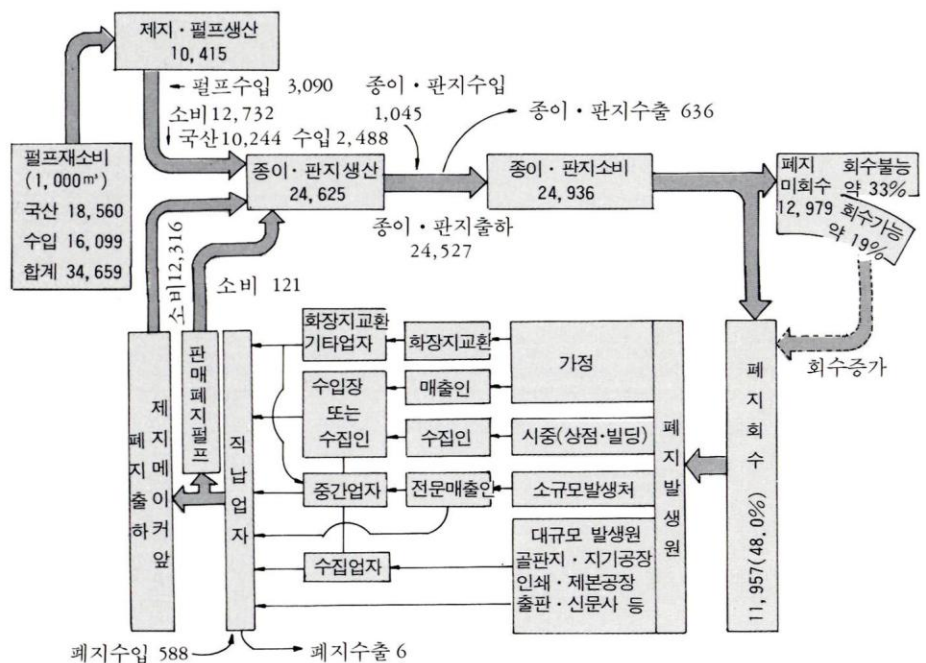 제지·펄프생산
10,415
← 펄프수입 3,090
소비12,732
↓국산10,244 수입2,488
종이·판지수입
1,045
종이·판지수출 636
펄프재소비
(1,000㎥)
국산 18,560
수입 16,099
합계 34,659
종이·판지생산
24,625
종이·판지소비
24,936
종이·판지출하
24,527
폐지
미회수
12,979
회수불능
약 33%
회수가능
약 19%
회수증가
소비12,316
소비 121
제지메이커앞
폐지출하
판매폐지펄프
직납업자
화장지교환
기타업자
화장지교환
가정
수입장
또는
수집인
매출인
수집인
시중(상점·빌딩)
중간업자
전문매출인
소규모발생처
수집업자
대규모 발생원
골판지·지기공장
인쇄·제본공장
출판·신문사 등
폐지발생원
폐지회수
11,957(48.0%)
폐지수입 588
폐지수출 6